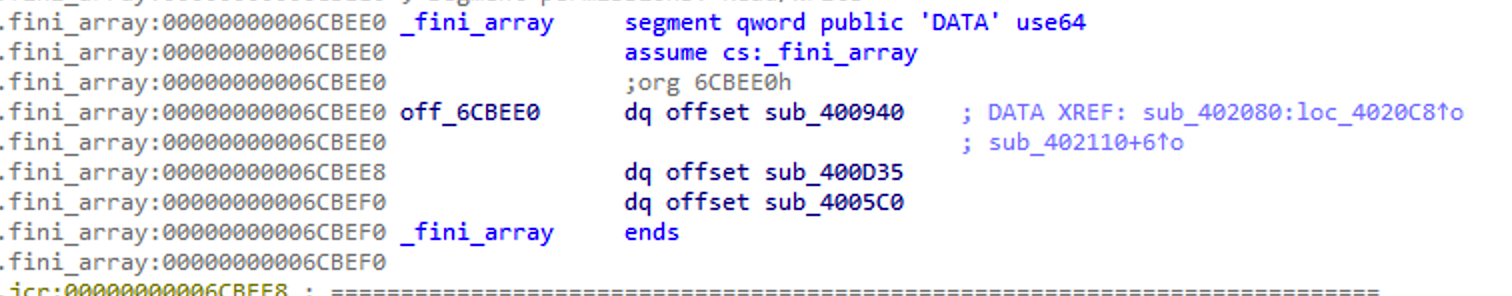 .fini_array:00000000006CBEE0 _fini_array     segment qword public 'DATA' use64
.fini_array:00000000006CBEE0                 assume cs:_fini_array
.fini_array:00000000006CBEE0                 ;org 6CBEE0h
.fini_array:00000000006CBEE0 off_6CBEE0      dq offset sub_400940    ; DATA XREF: sub_402080:loc_4020C8↑o
.fini_array:00000000006CBEE0                                         ; sub_402110+6↑o
.fini_array:00000000006CBEE8                 dq offset sub_400D35
.fini_array:00000000006CBEF0                 dq offset sub_4005C0
.fini_array:00000000006CBEF0 _fini_array     ends
.fini_array:00000000006CBEF0
.jcr:00000000006CBEF8 ; ===========================================================================